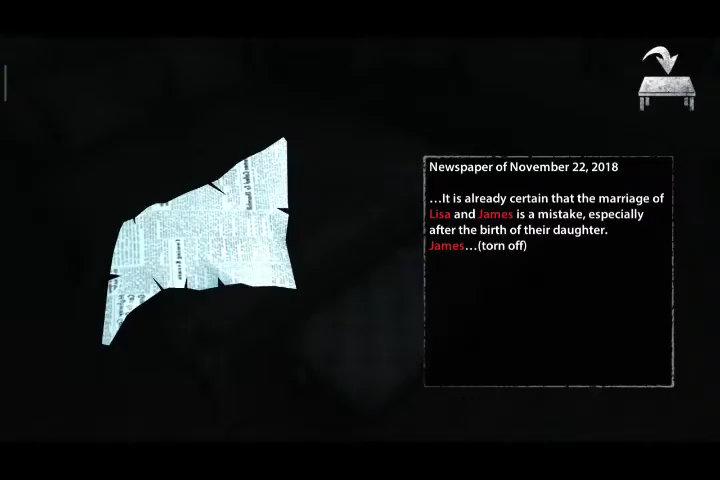 Newspaper of November 22, 2018
…It is already certain that the marriage of
Lisa and James is a mistake, especially
after the birth of their daughter.
James…(torn off)